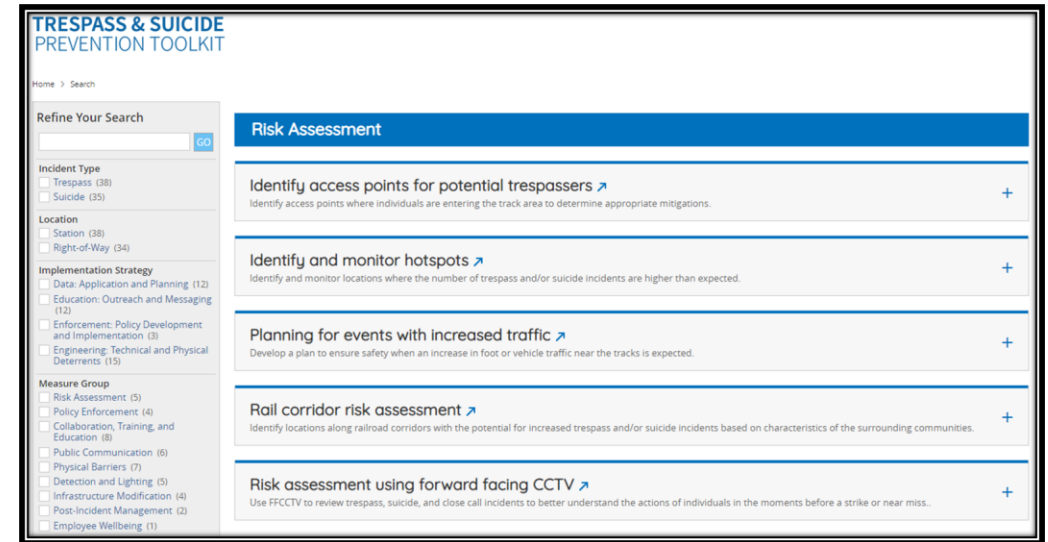 TRESPASS & SUICIDE
PREVENTION TOOLKIT
Home > Search
Refine Your Search
GO
Incident Type
Trespass (38)
Suicide (35)
Location
Station (38)
Right-of-Way (34)
Implementation Strategy
Data: Application and Planning (12)
Education: Outreach and Messaging
(12)
Enforcement: Policy Development
and Implementation (3)
Engineering: Technical and Physical
Deterrents (15)
Measure Group
Risk Assessment (5)
Policy Enforcement (4)
Collaboration, Training, and
Education (8)
Public Communication (6)
Physical Barriers (7)
Detection and Lighting (5)
Infrastructure Modification (4)
Post-Incident Management (2)
Employee Wellbeing (1)
Risk Assessment
Identify access points for potential trespassers
Identify access points where individuals are entering the track area to determine appropriate mitigations.
Identify and monitor hotspots
Identify and monitor locations where the number of trespass and/or suicide incidents are higher than expected.
Planning for events with increased traffic
Develop a plan to ensure safety when an increase in foot or vehicle traffic near the tracks is expected.
Rail corridor risk assessment
Identify locations along railroad corridors with the potential for increased trespass and/or suicide incidents based on characteristics of the surrounding communities.
Risk assessment using forward facing CCTV
Use FFCCTV to review trespass, suicide, and close call incidents to better understand the actions of individuals in the moments before a strike or near miss..